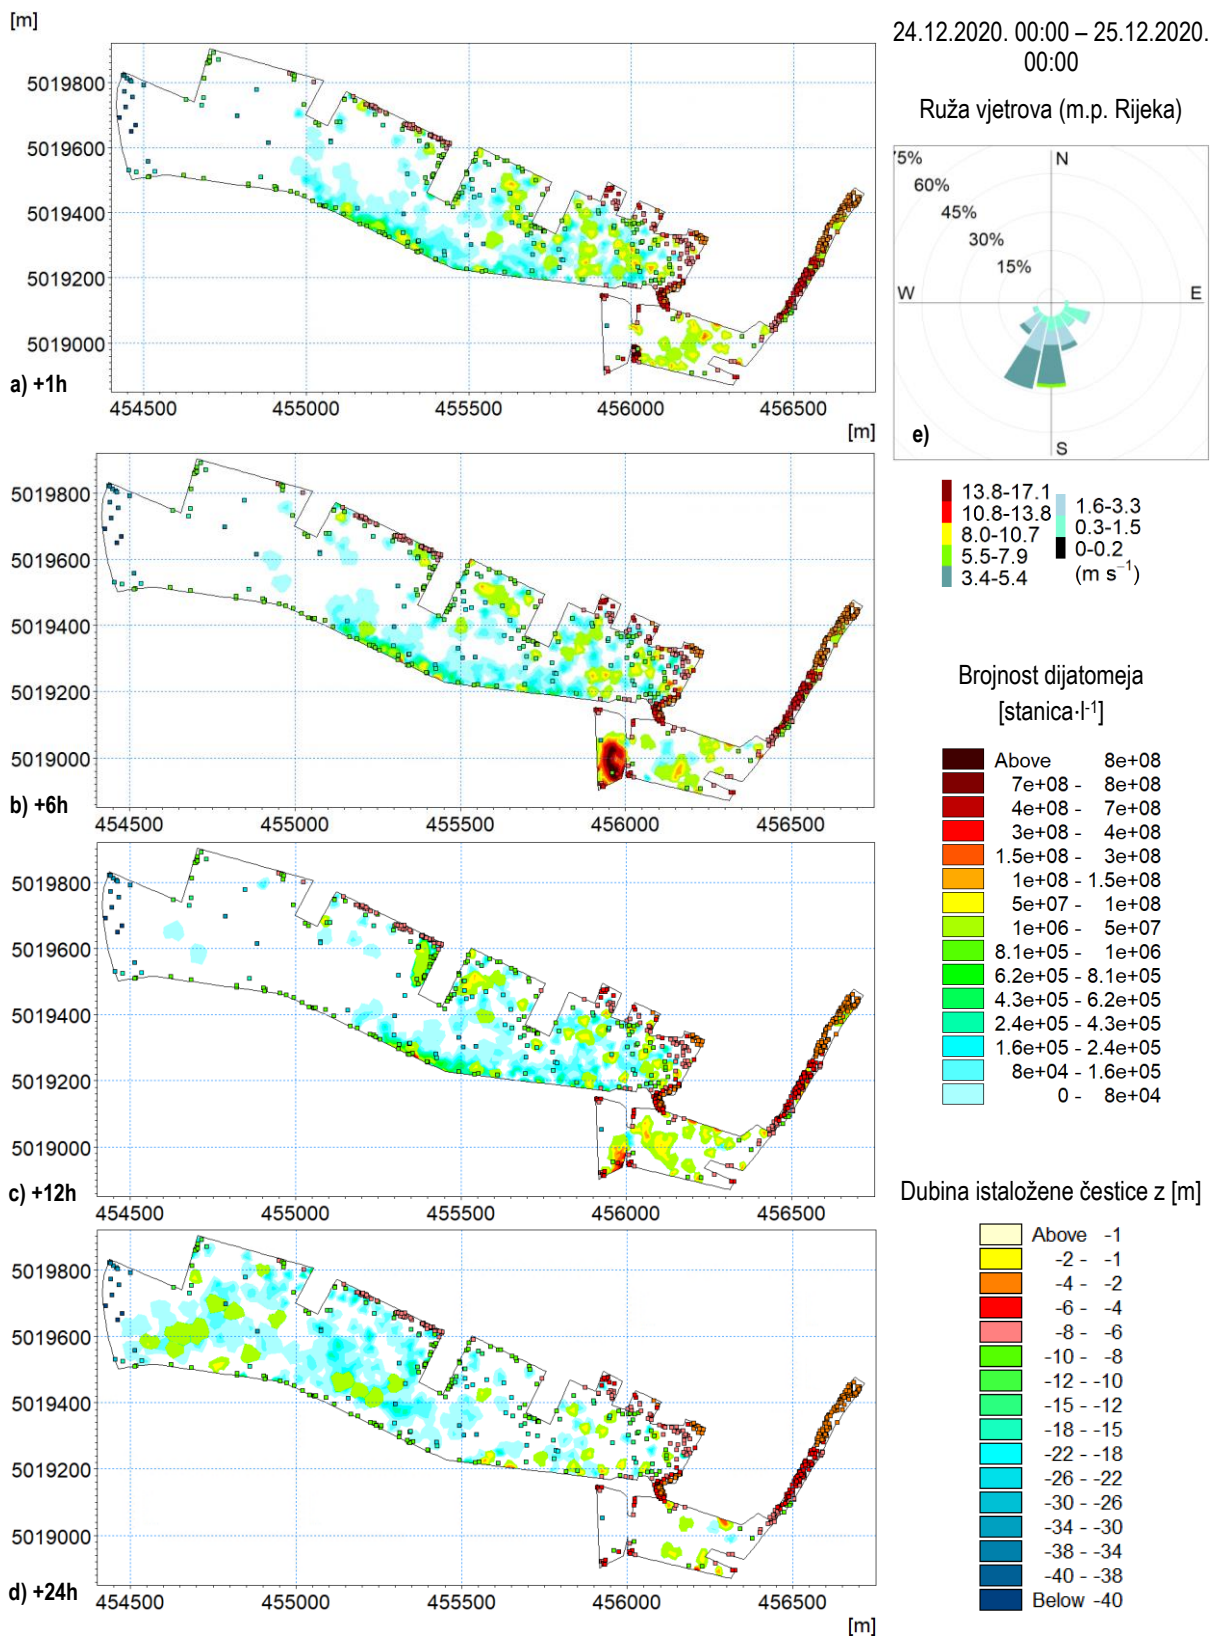 [m]
5019800
5019600
5019400
5019200
5019000
a) +1h
454500 455000 455500 456000 456500
[m]
5019800
5019600
5019400
5019200
5019000
b) +6h
454500 455000 455500 456000 456500
5019800
5019600
5019400
5019200
5019000
c) +12h
454500 455000 455500 456000 456500
5019800
5019600
5019400
5019200
5019000
d) +24h
454500 455000 455500 456000 456500
[m]
24.12.2020. 00:00 – 25.12.2020.
00:00
Ruža vjetrova (m.p. Rijeka)
75%
60%
45%
30%
15%
N
W
E
S
e)
13.8-17.1
10.8-13.8
8.0-10.7
5.5-7.9
3.4-5.4
1.6-3.3
0.3-1.5
0-0.2
(m s⁻¹)
Brojnost dijatomeja
[stanica·l⁻¹]
Above 8e+08
7e+08 - 8e+08
4e+08 - 7e+08
3e+08 - 4e+08
1.5e+08 - 3e+08
1e+08 - 1.5e+08
5e+07 - 1e+08
1e+06 - 5e+07
8.1e+05 - 1e+06
6.2e+05 - 8.1e+05
4.3e+05 - 6.2e+05
2.4e+05 - 4.3e+05
1.6e+05 - 2.4e+05
8e+04 - 1.6e+05
0 - 8e+04
Dubina istaložene čestice z [m]
Above -1
-2 - -1
-4 - -2
-6 - -4
-8 - -6
-10 - -8
-12 - -10
-15 - -12
-18 - -15
-22 - -18
-26 - -22
-30 - -26
-34 - -30
-38 - -34
-40 - -38
Below -40